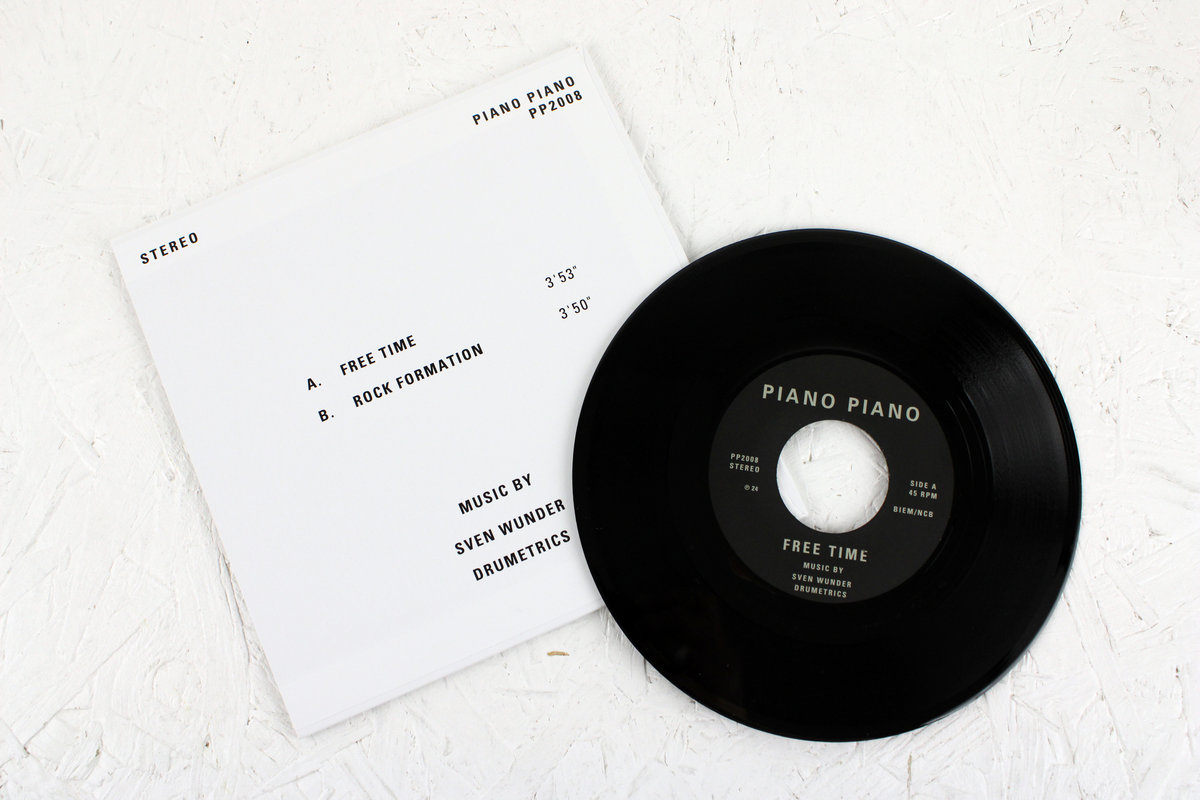 PIANO PIANO
PP2008
STEREO
A. FREE TIME 3'53"
B. ROCK FORMATION 3'50"
MUSIC BY
SVEN WUNDER
DRUMETRICS
PIANO PIANO
PP2008
STEREO
℗ 24
SIDE A
45 RPM
BIEM/NCB
FREE TIME
MUSIC BY
SVEN WUNDER
DRUMETRICS